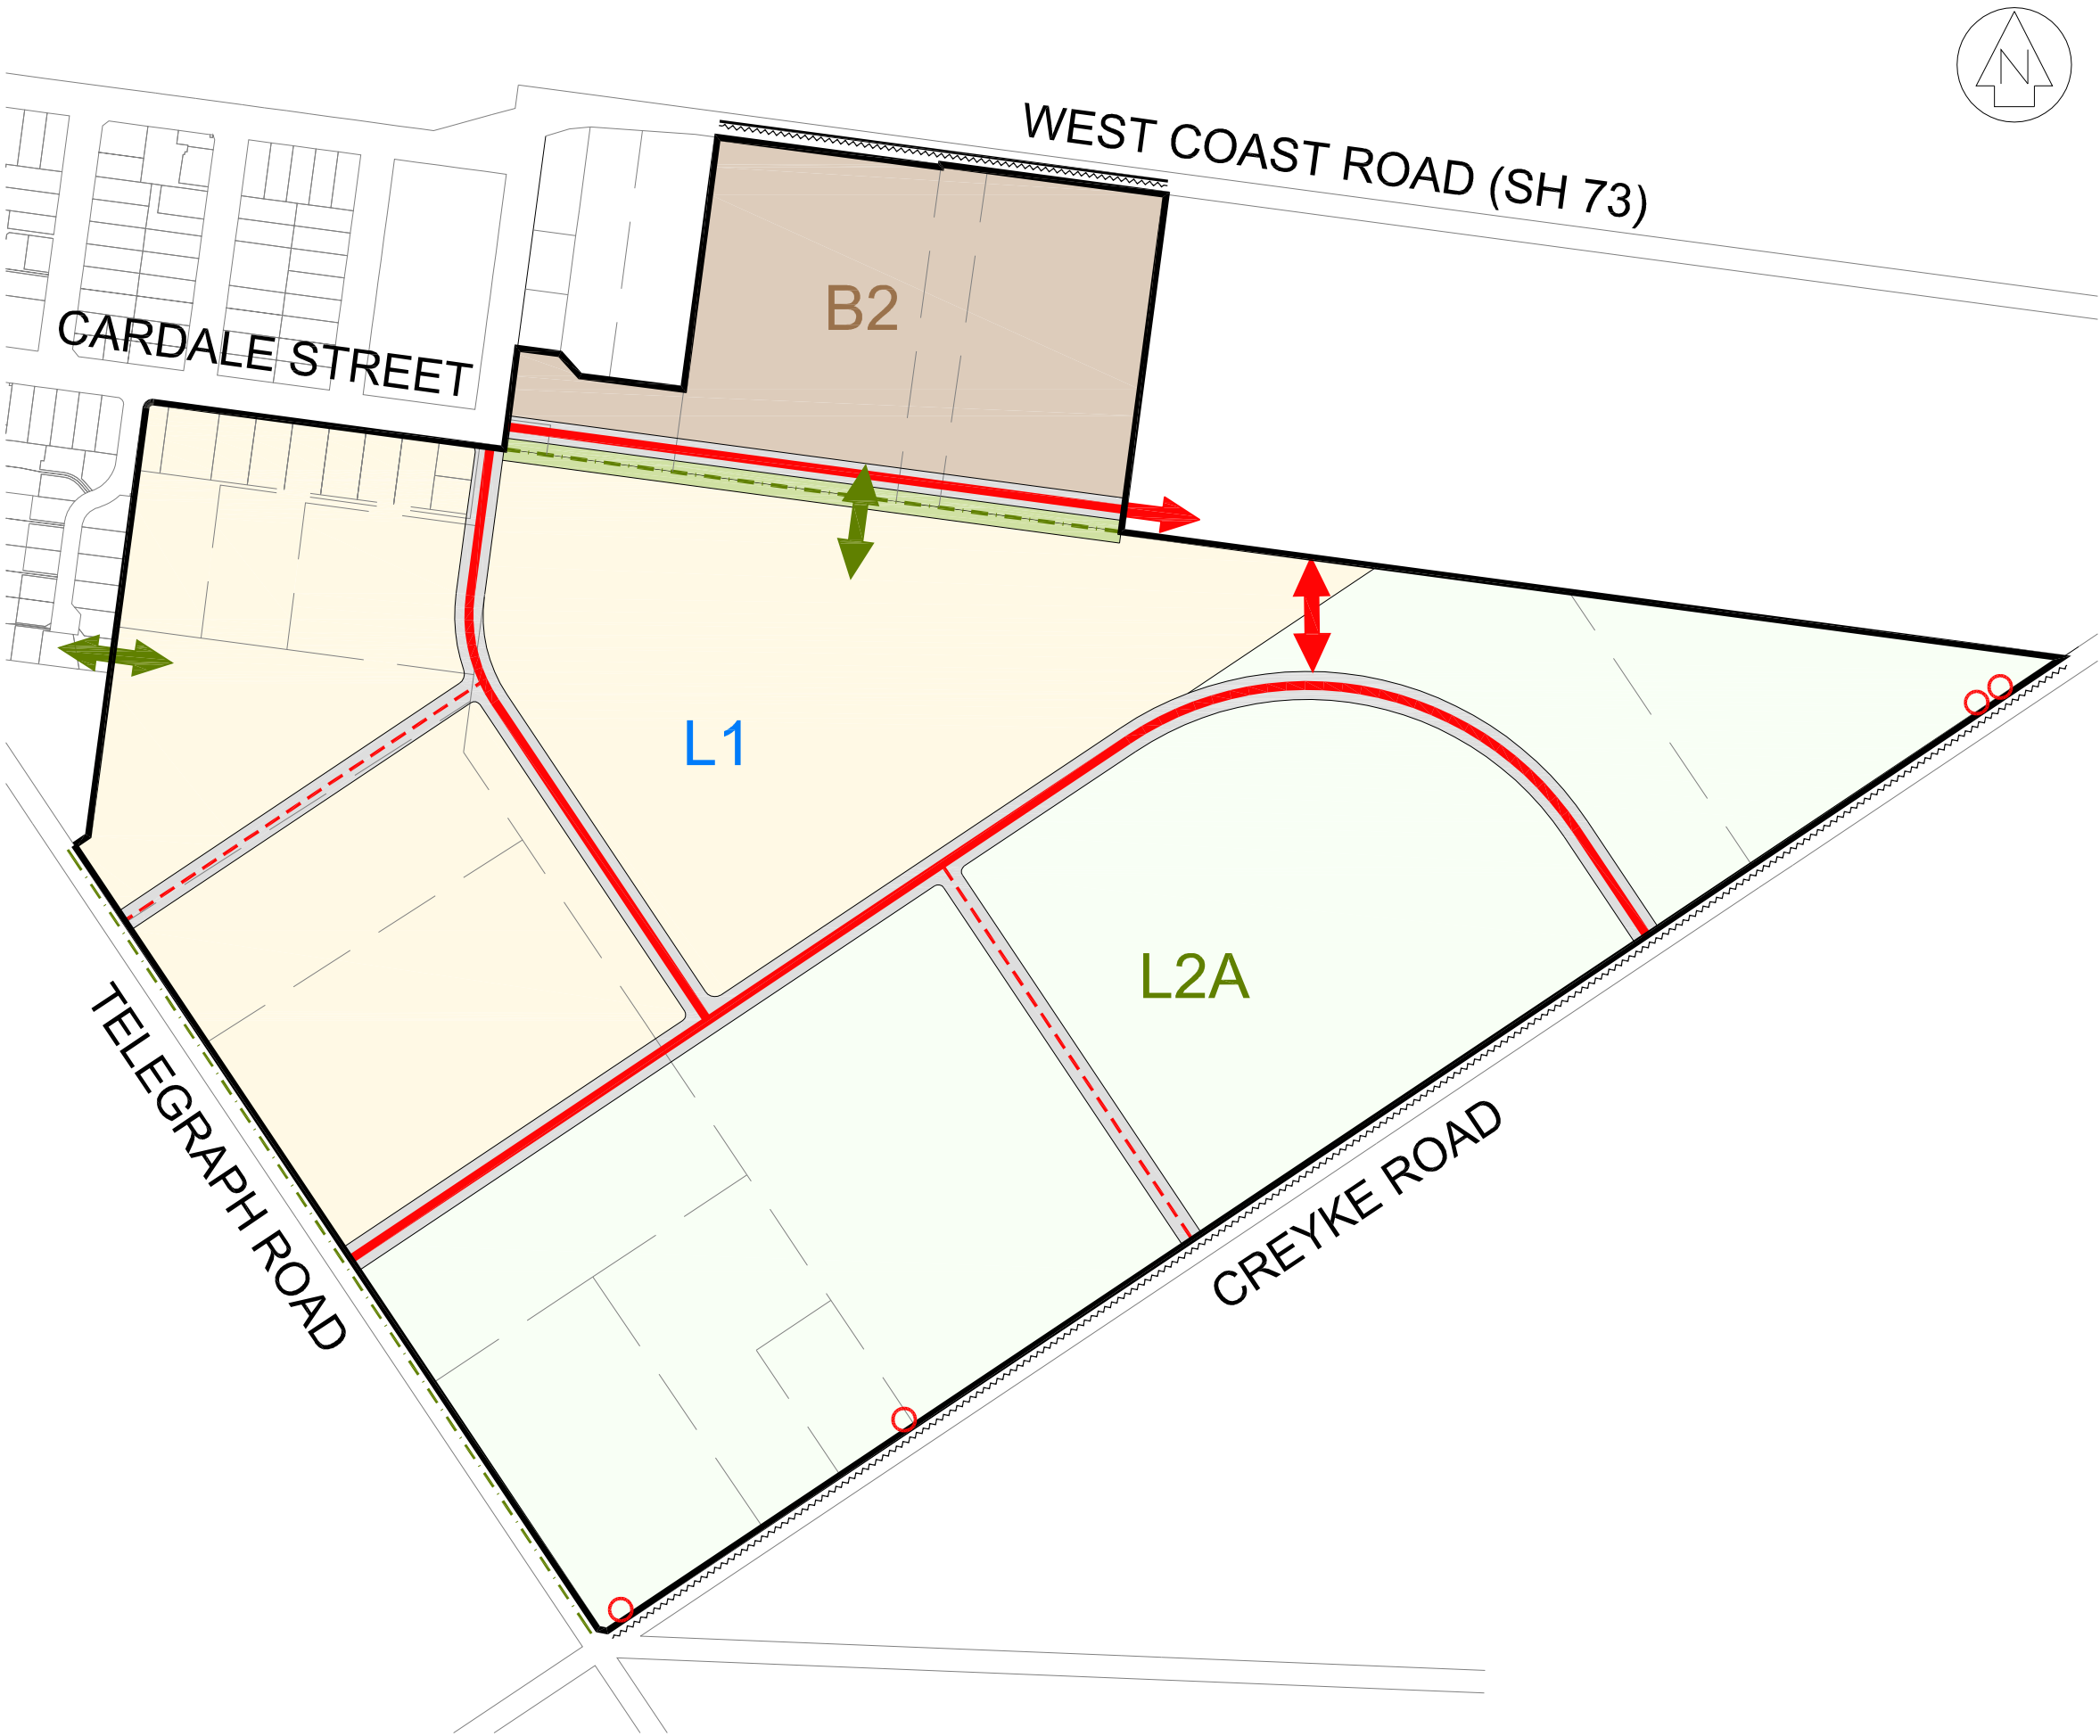 N
WEST COAST ROAD (SH 73)
B2
CARDALE STREET
L1
L2A
TELEGRAPH ROAD
CREYKE ROAD